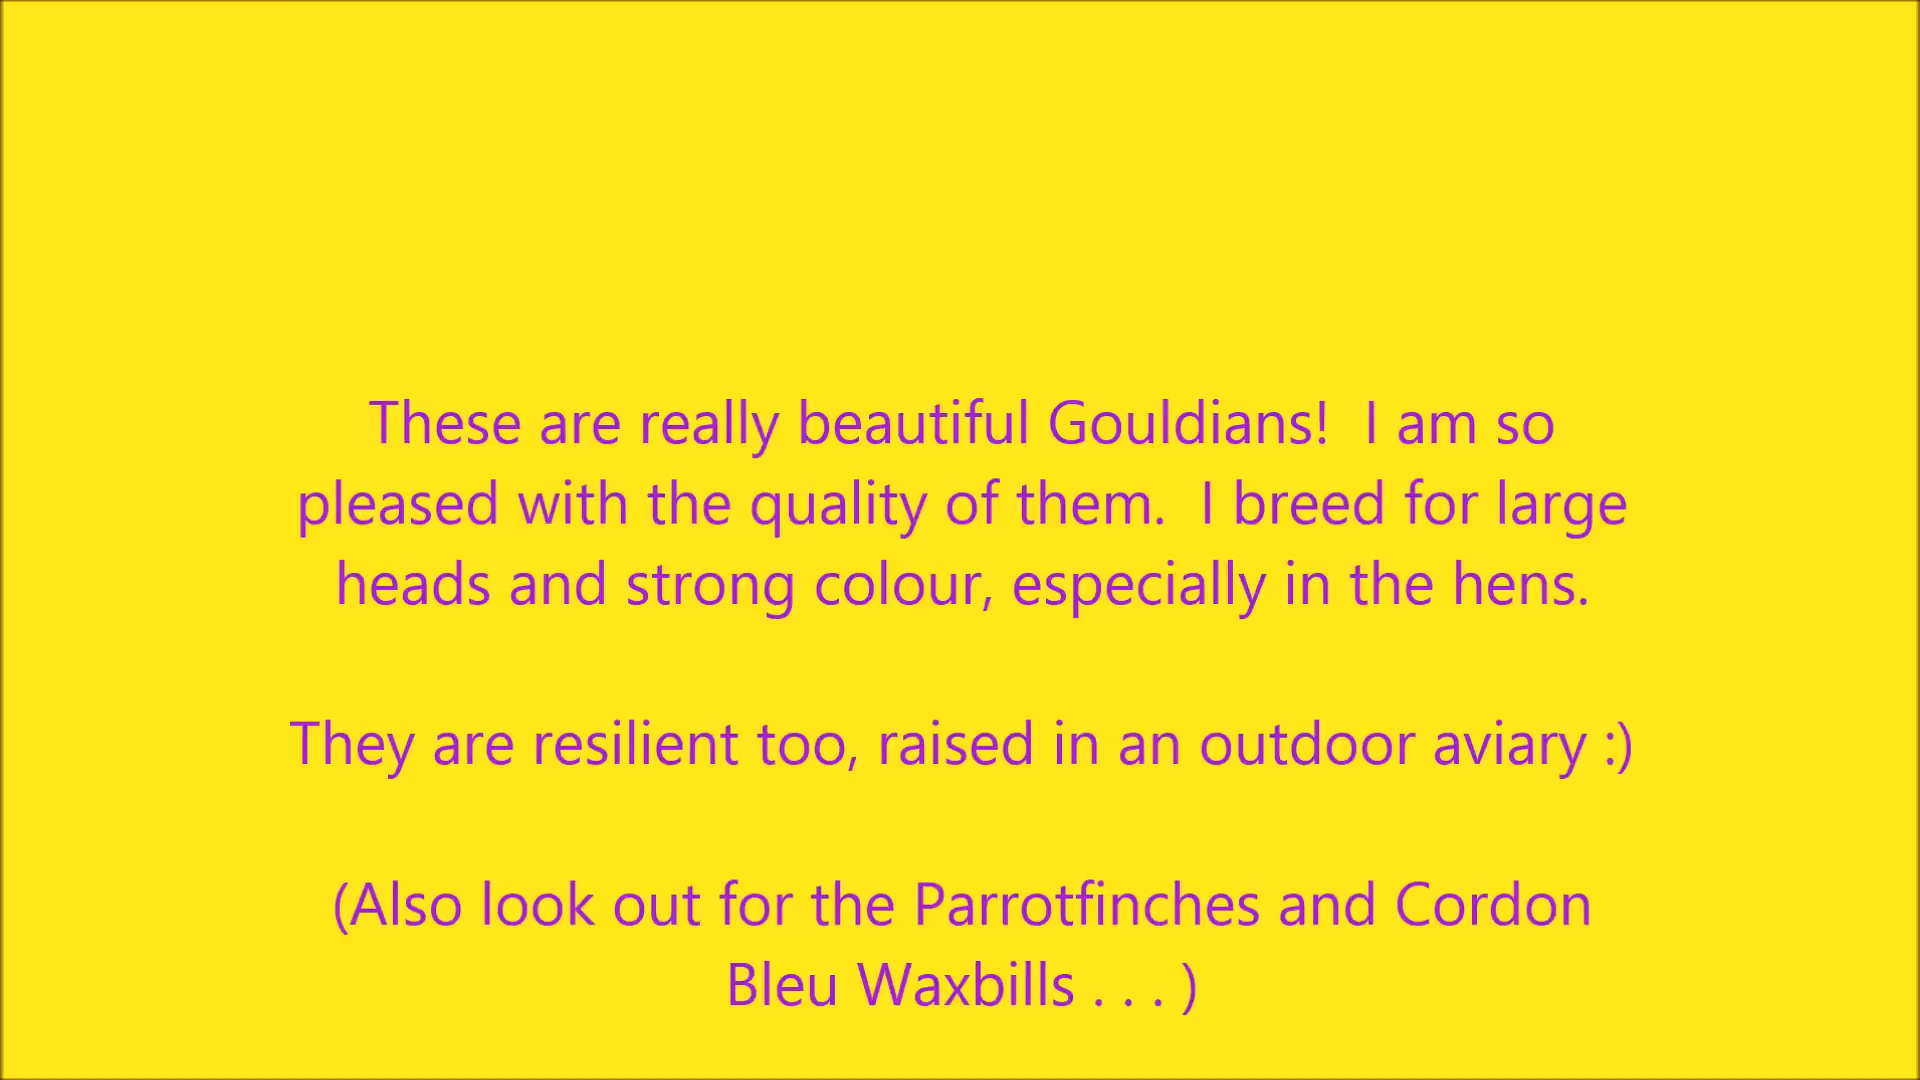 These are really beautiful Gouldians!  I am so
pleased with the quality of them.  I breed for large
heads and strong colour, especially in the hens.
They are resilient too, raised in an outdoor aviary :)
(Also look out for the Parrotfinches and Cordon
Bleu Waxbills . . . )